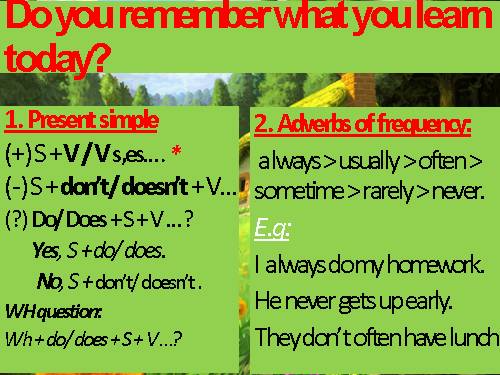 Do you remember what you learn
today?
1. Present simple
(+) S + V / V s,es.... *
(-) S + don't/ doesn't + V...
(?) Do/ Does + S + V ...?
Yes, S + do/ does.
No, S + don't/ doesn't .
WH question:
Wh + do/ does + S + V ...?
2. Adverbs of frequency:
always > usually > often >
sometime > rarely > never.
E.g:
I always do my homework.
He never gets up early.
They don't often have lunch